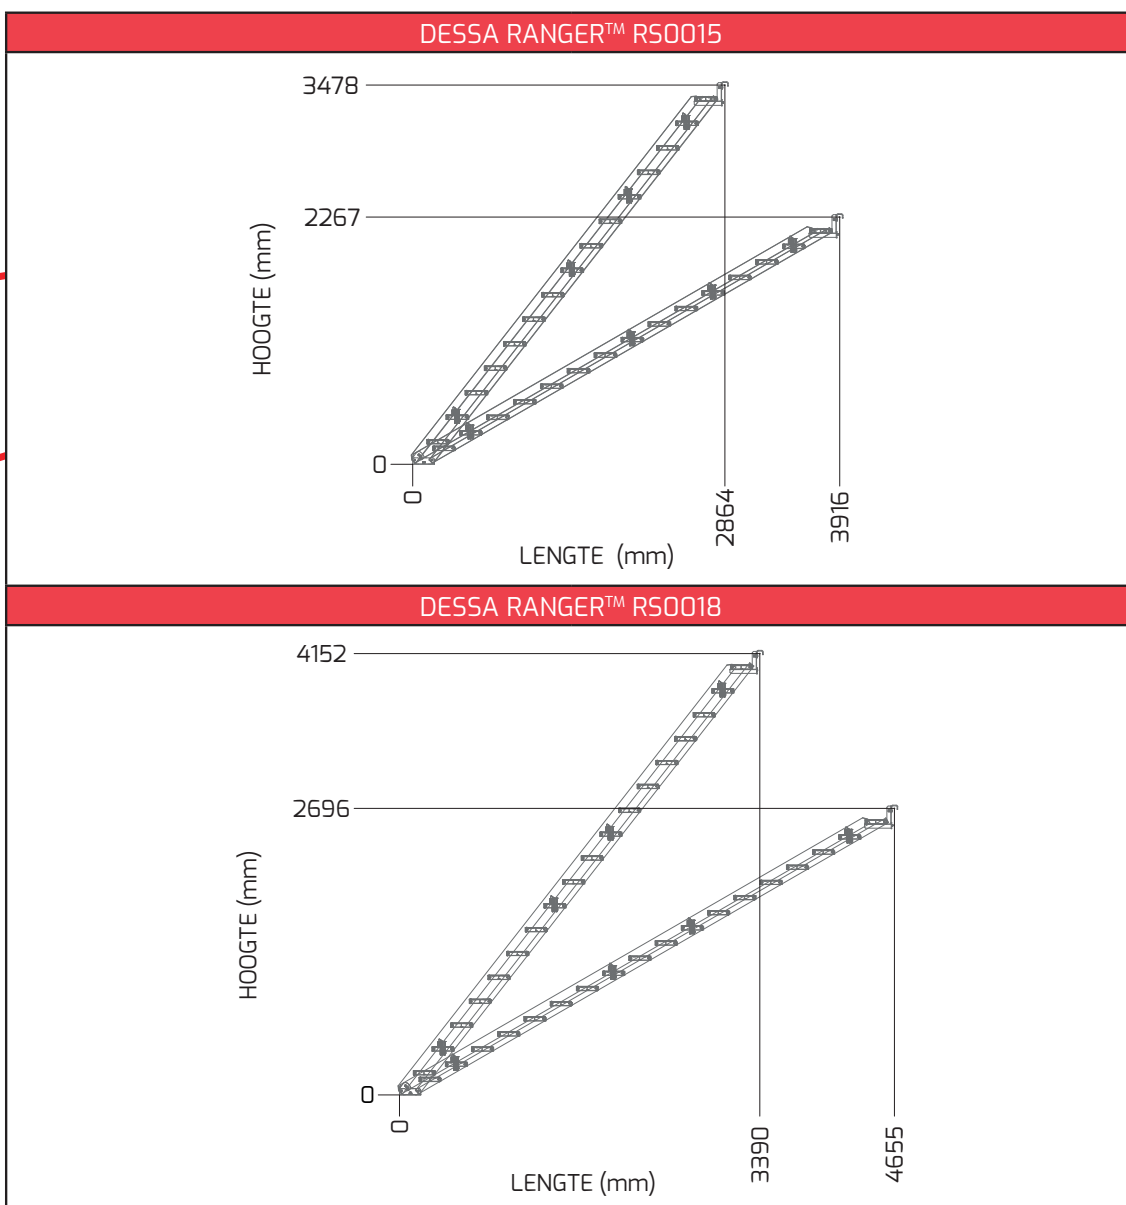 DESSA RANGER™ RS0015
3478
2267
HOOGTE (mm)
0
0
2864
3916
LENGTE (mm)
DESSA RANGER™ RS0018
4152
2696
HOOGTE (mm)
0
0
3390
4655
LENGTE (mm)